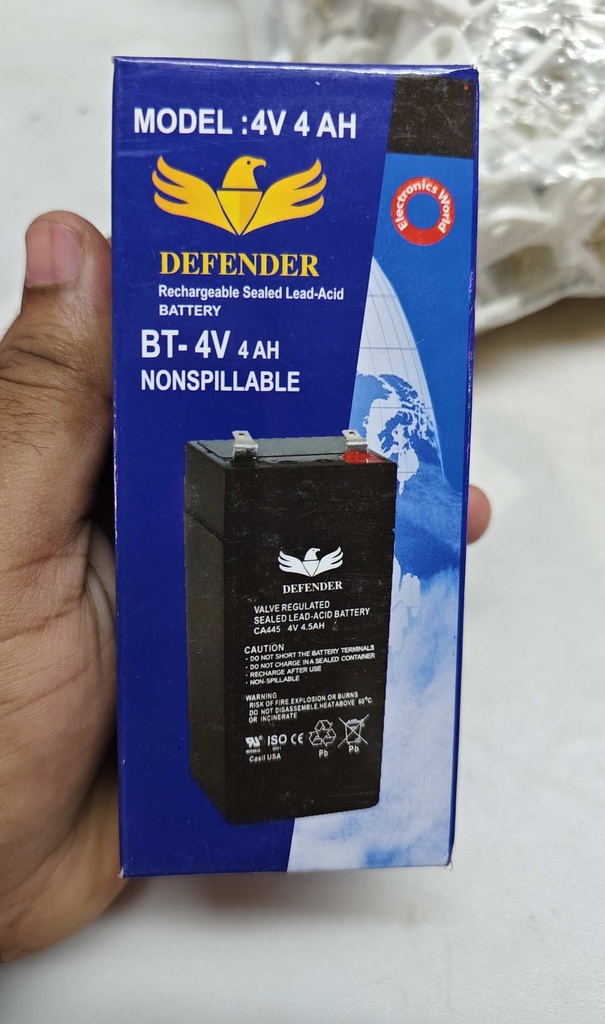 MODEL : 4V 4 AH
Electronics World
DEFENDER
Rechargeable Sealed Lead-Acid
BATTERY
BT- 4V 4 AH
NONSPILLABLE
DEFENDER
VALVE REGULATED
SEALED LEAD-ACID BATTERY
CA445 4V 4.5AH
CAUTION
- DO NOT SHORT THE BATTERY TERMINALS
- DO NOT CHARGE IN A SEALED CONTAINER
- RECHARGE AFTER USE
- NON-SPILLABLE
WARNING
RISK OF FIRE, EXPLOSION, OR BURNS
DO NOT DISASSEMBLE, HEAT ABOVE 60°C,
OR INCINERATE
ISO CE
Casil USA
Pb Pb